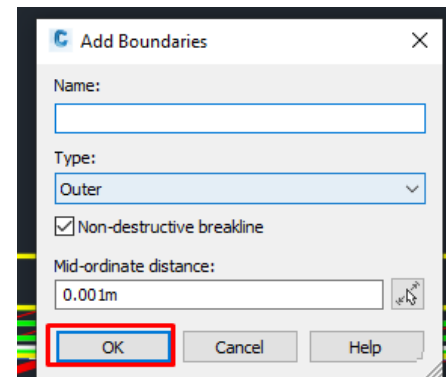 C Add Boundaries
Name:
Type:
Outer
Non-destructive breakline
Mid-ordinate distance:
0.001m
OK Cancel Help